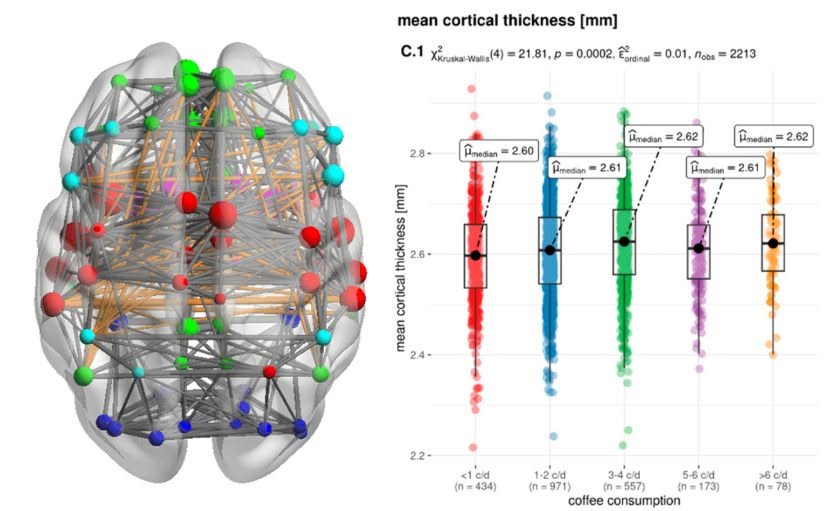 mean cortical thickness [mm]
C.1 χ²Kruskal-Wallis(4) = 21.81, p = 0.0002, ε̂²ordinal = 0.01, nobs = 2213
μ̂median = 2.60
μ̂median = 2.61
μ̂median = 2.62
μ̂median = 2.61
μ̂median = 2.62
mean cortical thickness [mm]
2.8
2.6
2.4
2.2
<1 c/d
(n = 434)
1-2 c/d
(n = 971)
3-4 c/d
(n = 557)
5-6 c/d
(n = 173)
>6 c/d
(n = 78)
coffee consumption